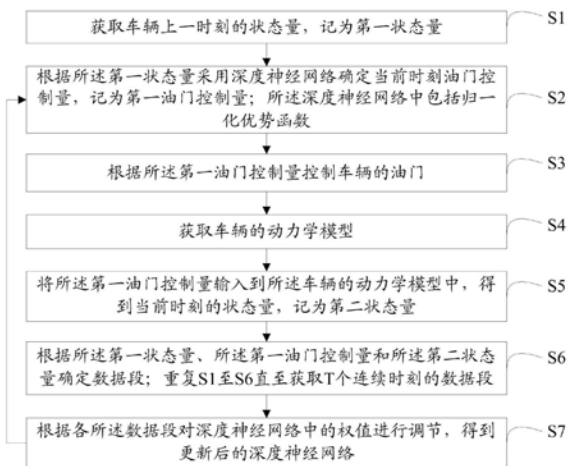 获取车辆上一时刻的状态量，记为第一状态量
S1
根据所述第一状态量采用深度神经网络确定当前时刻油门控
制量，记为第一油门控制量；所述深度神经网络中包括归一
化优势函数
S2
根据所述第一油门控制量控制车辆的油门
S3
获取车辆的动力学模型
S4
将所述第一油门控制量输入到所述车辆的动力学模型中，得
到当前时刻的状态量，记为第二状态量
S5
根据所述第一状态量、所述第一油门控制量和所述第二状态
量确定数据段；重复S1至S6直至获取T个连续时刻的数据段
S6
根据各所述数据段对深度神经网络中的权值进行调节，得到
更新后的深度神经网络
S7